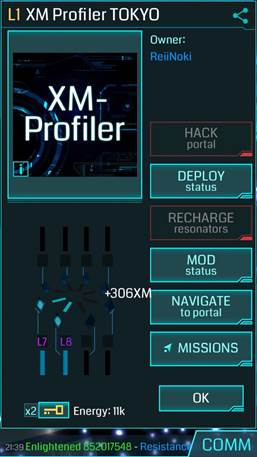 L1 XM Profiler TOKYO
Owner:
ReiiNoki
XM-
Profiler
i
HACK
portal
DEPLOY
status
RECHARGE
resonators
MOD
status
+306XM
NAVIGATE
to portal
L7 L8
MISSIONS
OK
x2 Energy: 11k
21:39 Enlightened 852017548 - Resistance
COMM